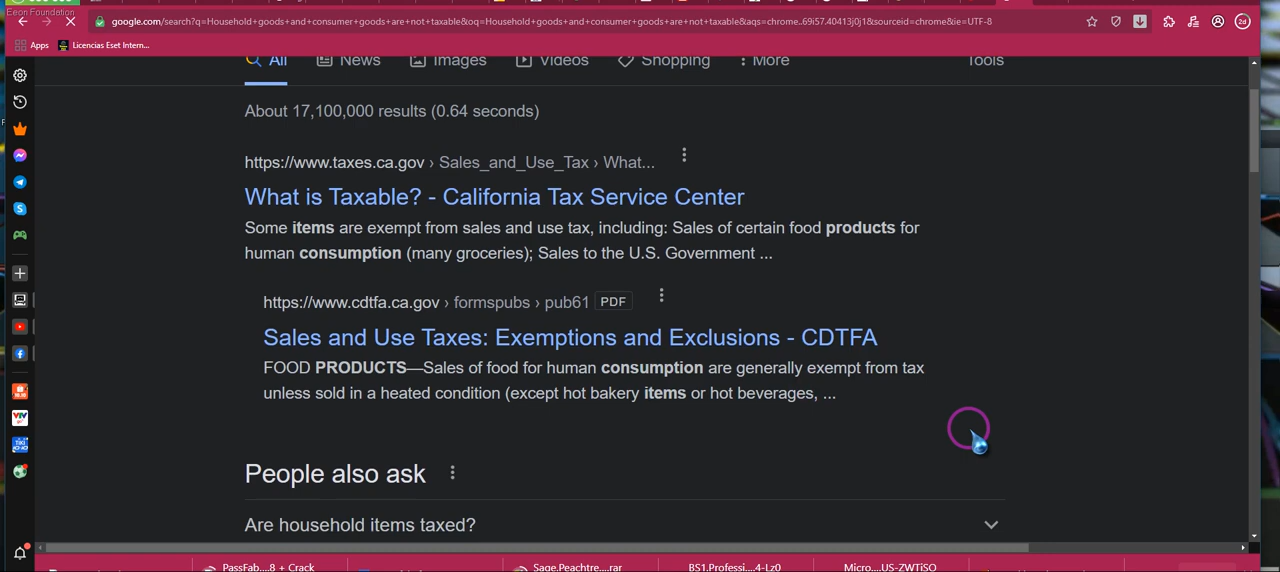 Eeon Foundation
google.com/search?q=Household+goods+and+consumer+goods+are+not+taxable&oq=Household+goods+and+consumer+goods+are+not+taxable&aqs=chrome..69i57.40413j0j1&sourceid=chrome&ie=UTF-8
2d
Apps Licencias Eset Intern...
All News Images Videos Shopping More Tools
About 17,100,000 results (0.64 seconds)
https://www.taxes.ca.gov › Sales_and_Use_Tax › What...
What is Taxable? - California Tax Service Center
Some items are exempt from sales and use tax, including: Sales of certain food products for
human consumption (many groceries); Sales to the U.S. Government ...
https://www.cdtfa.ca.gov › formspubs › pub61 PDF
Sales and Use Taxes: Exemptions and Exclusions - CDTFA
FOOD PRODUCTS—Sales of food for human consumption are generally exempt from tax
unless sold in a heated condition (except hot bakery items or hot beverages, ...
People also ask
Are household items taxed?
PassFab....8 + Crack Sage.Peachtre....rar BS1.Professi....4-Lz0 Micro....US-ZWTiSO